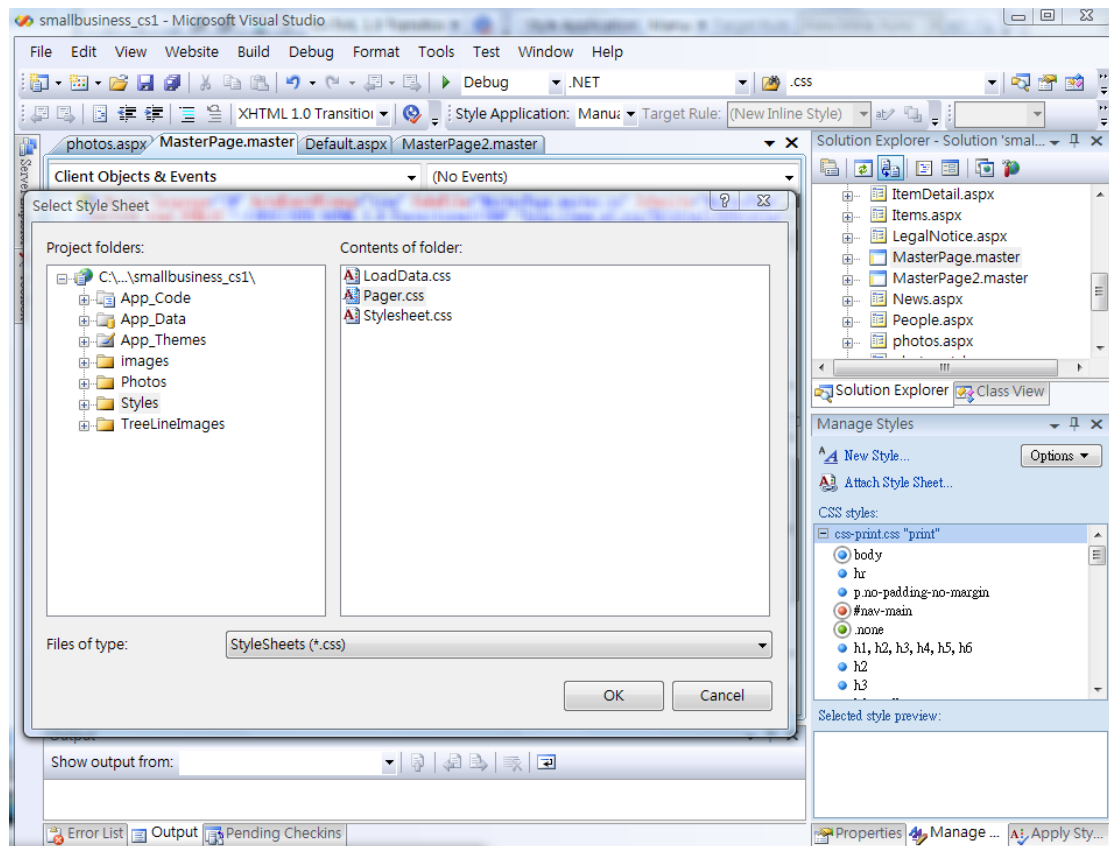 smallbusiness_cs1 - Microsoft Visual Studio
File Edit View Website Build Debug Format Tools Test Window Help
Debug .NET .css
XHTML 1.0 Transitior Style Application: Manua Target Rule: (New Inline Style)
photos.aspx MasterPage.master Default.aspx MasterPage2.master
Client Objects & Events (No Events)
Select Style Sheet
Project folders:
C:\...\smallbusiness_cs1\
App_Code
App_Data
App_Themes
images
Photos
Styles
TreeLineImages
Contents of folder:
LoadData.css
Pager.css
Stylesheet.css
Files of type: StyleSheets (*.css)
OK Cancel
Show output from:
Error List Output Pending Checkins
Solution Explorer - Solution 'smal...
ItemDetail.aspx
Items.aspx
LegalNotice.aspx
MasterPage.master
MasterPage2.master
News.aspx
People.aspx
photos.aspx
Solution Explorer Class View
Manage Styles
New Style... Options
Attach Style Sheet...
CSS styles:
css-print.css "print"
body
hr
p.no-padding-no-margin
#nav-main
.none
h1, h2, h3, h4, h5, h6
h2
h3
Selected style preview:
Properties Manage ... Apply Sty...